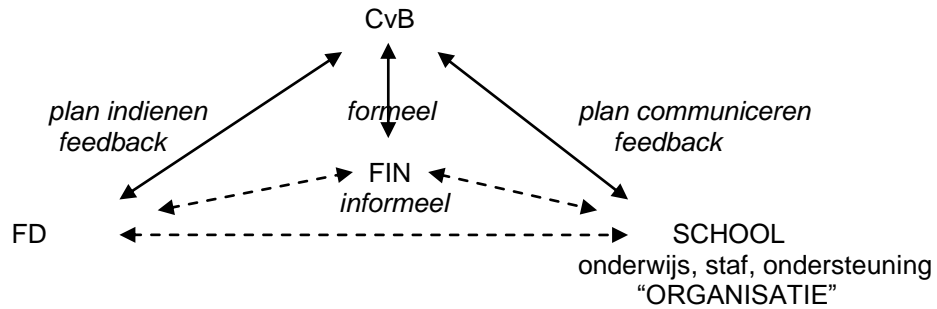 CvB
plan indienen
feedback
formeel
plan communiceren
feedback
FIN
informeel
FD
SCHOOL
onderwijs, staf, ondersteuning
“ORGANISATIE”